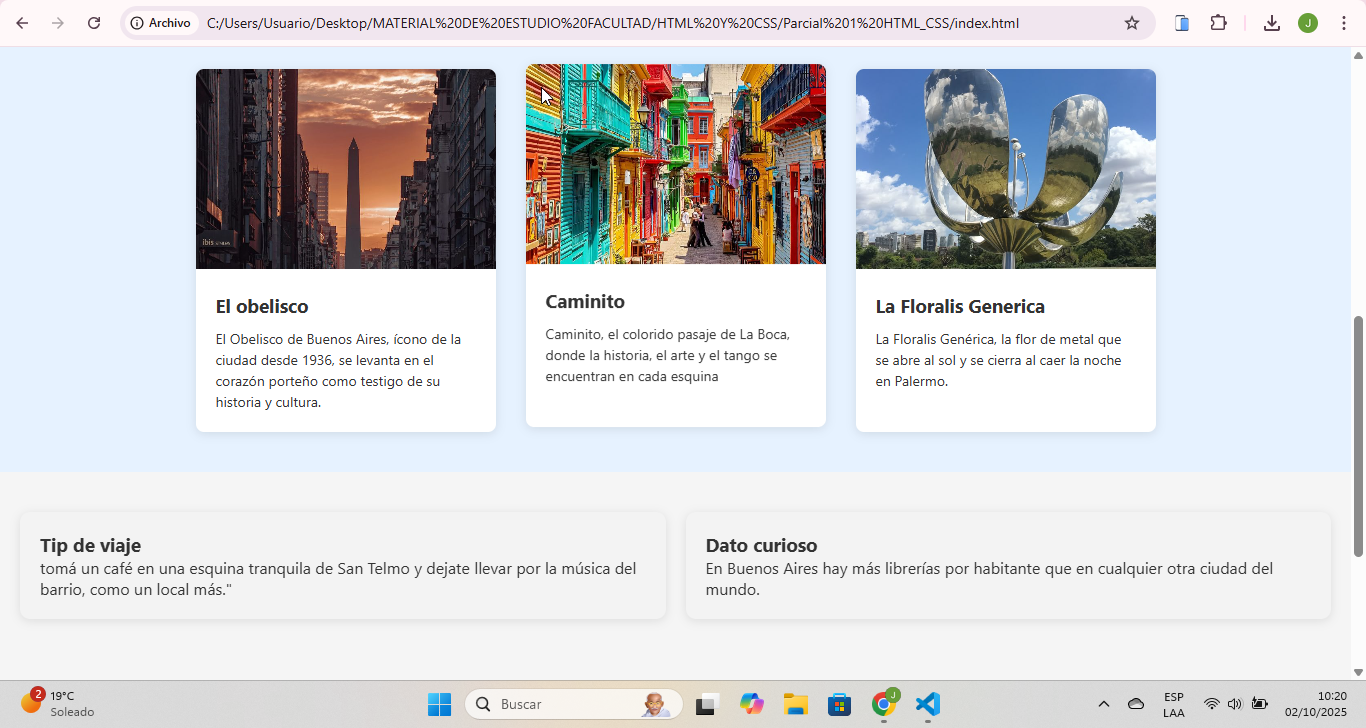 Archivo
C:/Users/Usuario/Desktop/MATERIAL%20DE%20ESTUDIO%20FACULTAD/HTML%20Y%20CSS/Parcial%201%20HTML_CSS/index.html
J
ibis
El obelisco
El Obelisco de Buenos Aires, ícono de la
ciudad desde 1936, se levanta en el
corazón porteño como testigo de su
historia y cultura.
Caminito
Caminito, el colorido pasaje de La Boca,
donde la historia, el arte y el tango se
encuentran en cada esquina
La Floralis Generica
La Floralis Genérica, la flor de metal que
se abre al sol y se cierra al caer la noche
en Palermo.
Tip de viaje
tomá un café en una esquina tranquila de San Telmo y dejate llevar por la música del
barrio, como un local más."
Dato curioso
En Buenos Aires hay más librerías por habitante que en cualquier otra ciudad del
mundo.
2
19°C
Soleado
Buscar
J
ESP
LAA
10:20
02/10/2025